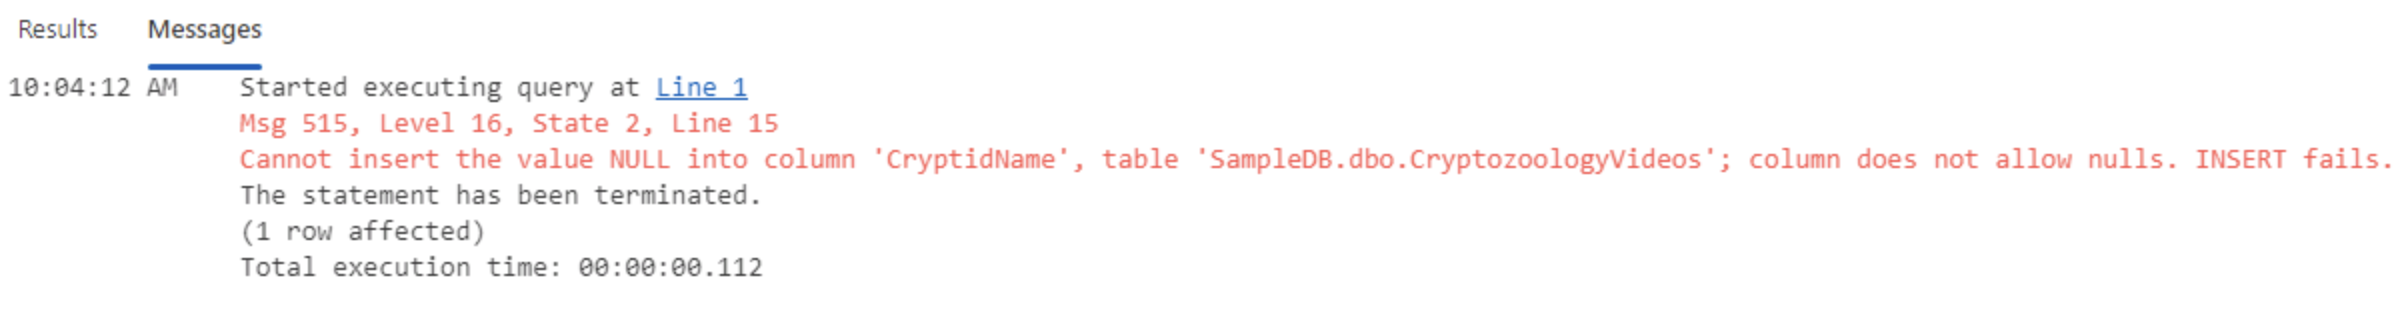 Results Messages
10:04:12 AM Started executing query at Line 1
Msg 515, Level 16, State 2, Line 15
Cannot insert the value NULL into column 'CryptidName', table 'SampleDB.dbo.CryptozoologyVideos'; column does not allow nulls. INSERT fails.
The statement has been terminated.
(1 row affected)
Total execution time: 00:00:00.112